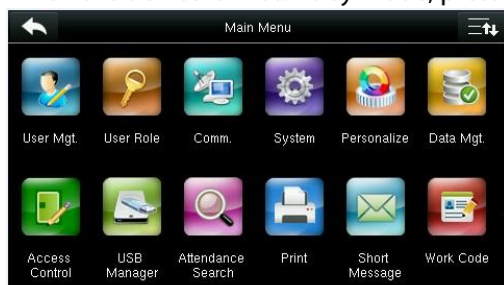 Main Menu
User Mgt. User Role Comm. System Personalize Data Mgt.
Access Control USB Manager Attendance Search Print Short Message Work Code